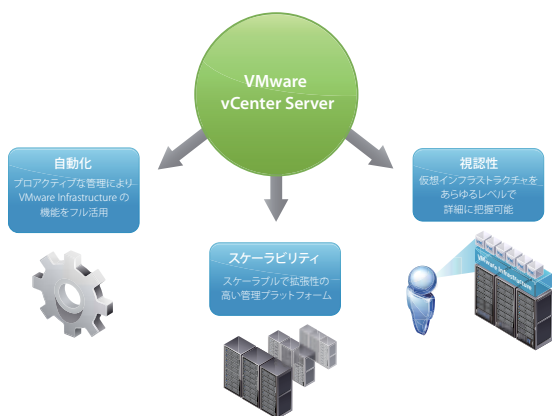 VMware
vCenter Server
自動化
プロアクティブな管理により
VMware Infrastructure の
機能をフル活用
スケーラビリティ
スケーラブルで拡張性の
高い管理プラットフォーム
視認性
仮想インフラストラクチャを
あらゆるレベルで
詳細に把握可能
VMware Infrastructure